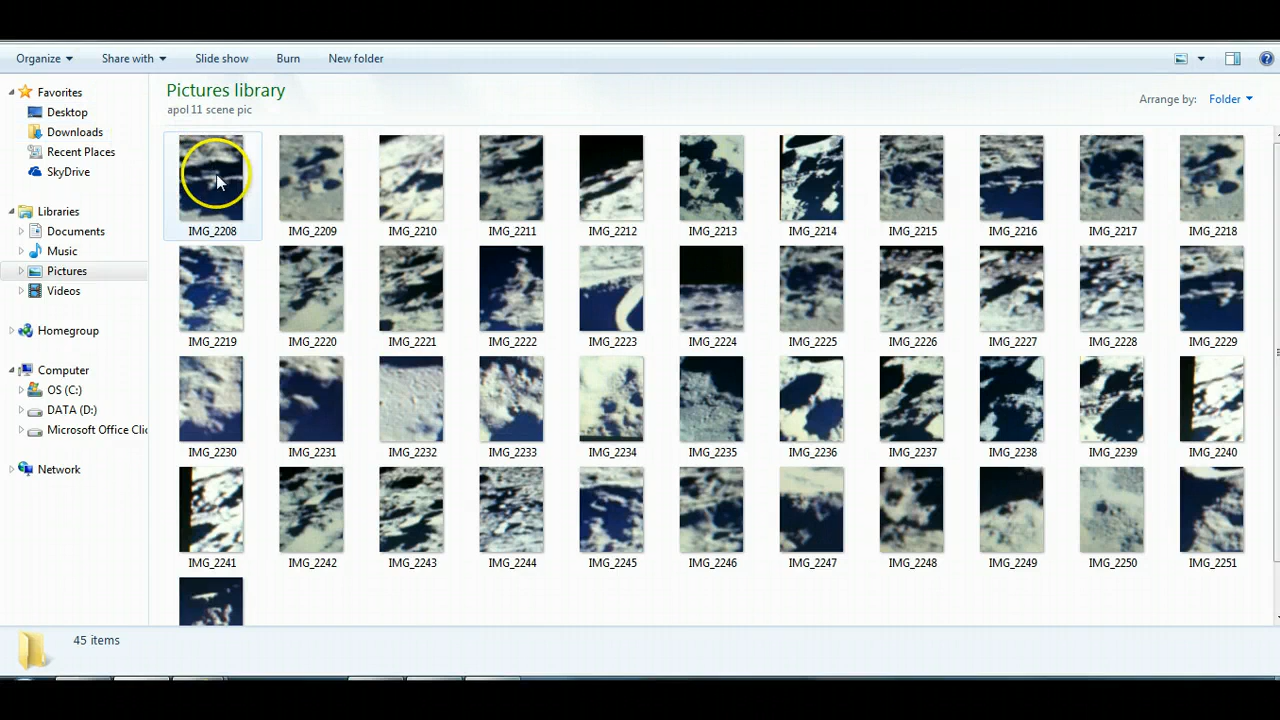 Organize Share with Slide show Burn New folder
Favorites
Desktop
Downloads
Recent Places
SkyDrive
Libraries
Documents
Music
Pictures
Videos
Homegroup
Computer
OS (C:)
DATA (D:)
Microsoft Office Clic
Network
Pictures library
apol 11 scene pic
Arrange by: Folder
IMG_2208 IMG_2209 IMG_2210 IMG_2211 IMG_2212 IMG_2213 IMG_2214 IMG_2215 IMG_2216 IMG_2217 IMG_2218
IMG_2219 IMG_2220 IMG_2221 IMG_2222 IMG_2223 IMG_2224 IMG_2225 IMG_2226 IMG_2227 IMG_2228 IMG_2229
IMG_2230 IMG_2231 IMG_2232 IMG_2233 IMG_2234 IMG_2235 IMG_2236 IMG_2237 IMG_2238 IMG_2239 IMG_2240
IMG_2241 IMG_2242 IMG_2243 IMG_2244 IMG_2245 IMG_2246 IMG_2247 IMG_2248 IMG_2249 IMG_2250 IMG_2251
45 items